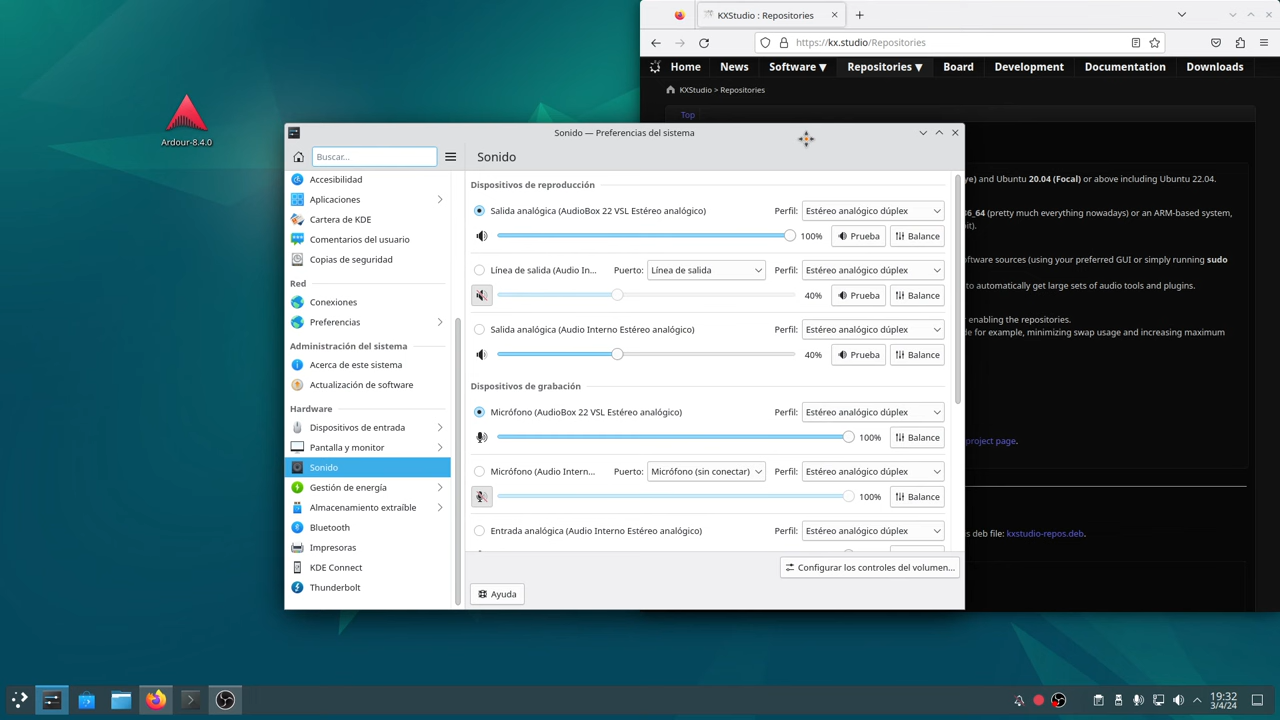 KXStudio : Repositories
https://kx.studio/Repositories
Home News Software ▼ Repositories ▼ Board Development Documentation Downloads
KXStudio > Repositories
Top
Ardour-8.4.0
Sonido — Preferencias del sistema
Buscar...
Sonido
Accesibilidad
Aplicaciones
Cartera de KDE
Comentarios del usuario
Copias de seguridad
Red
Conexiones
Preferencias
Administración del sistema
Acerca de este sistema
Actualización de software
Hardware
Dispositivos de entrada
Pantalla y monitor
Sonido
Gestión de energía
Almacenamiento extraíble
Bluetooth
Impresoras
KDE Connect
Thunderbolt
Dispositivos de reproducción
Salida analógica (AudioBox 22 VSL Estéreo analógico) Perfil: Estéreo analógico dúplex
100% Prueba Balance
Línea de salida (Audio In... Puerto: Línea de salida Perfil: Estéreo analógico dúplex
40% Prueba Balance
Salida analógica (Audio Interno Estéreo analógico) Perfil: Estéreo analógico dúplex
40% Prueba Balance
Dispositivos de grabación
Micrófono (AudioBox 22 VSL Estéreo analógico) Perfil: Estéreo analógico dúplex
100% Balance
Micrófono (Audio Intern... Puerto: Micrófono (sin conectar) Perfil: Estéreo analógico dúplex
100% Balance
Entrada analógica (Audio Interno Estéreo analógico) Perfil: Estéreo analógico dúplex
Configurar los controles del volumen...
Ayuda
and Ubuntu 20.04 (Focal) or above including Ubuntu 22.04.
(pretty much everything nowadays) or an ARM-based system,
software sources (using your preferred GUI or simply running sudo
to automatically get large sets of audio tools and plugins.
enabling the repositories.
for example, minimizing swap usage and increasing maximum
project page.
deb file: kxstudio-repos.deb.
19:32
3/4/24